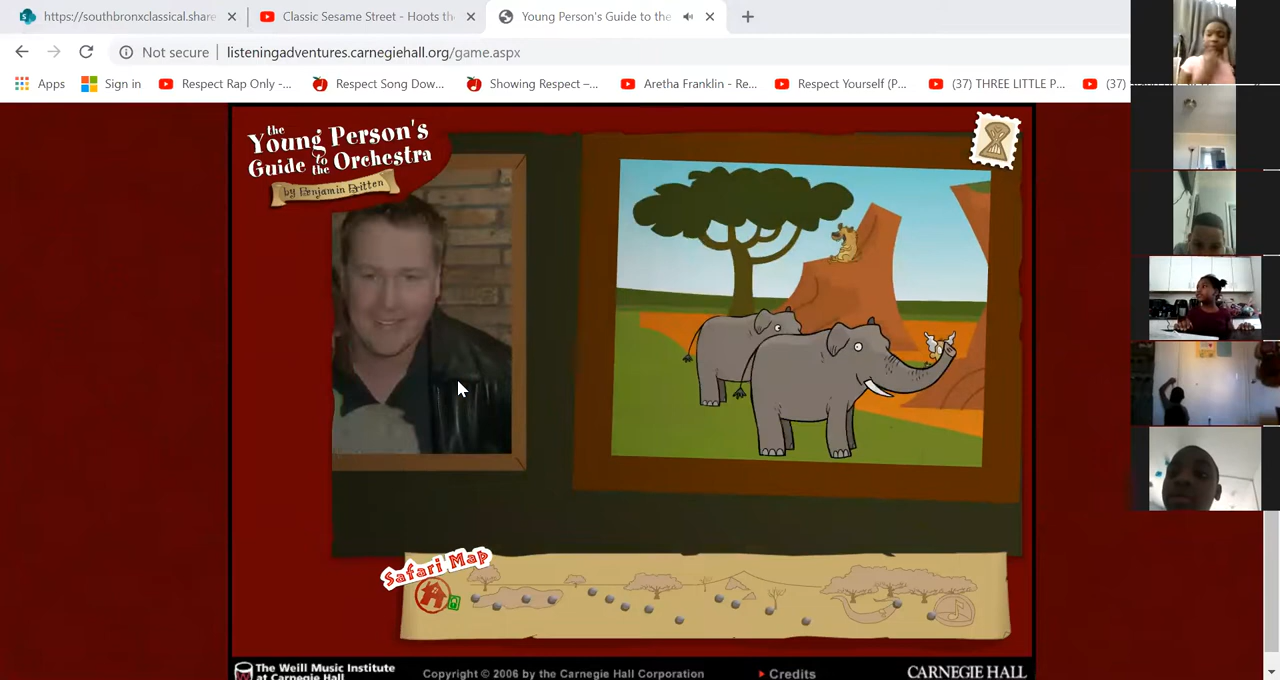 https://southbronxclassical.share
Classic Sesame Street - Hoots the
Young Person's Guide to the
Not secure
listeningadventures.carnegiehall.org/game.aspx
Apps
Sign in
Respect Rap Only -...
Respect Song Dow...
Showing Respect –...
Aretha Franklin - Re...
Respect Yourself (P...
(37) THREE LITTLE P...
(37)
the
Young Person's
Guide to the Orchestra
by Benjamin Britten
Safari Map
The Weill Music Institute
at Carnegie Hall
Copyright © 2006 by the Carnegie Hall Corporation
Credits
CARNEGIE HALL